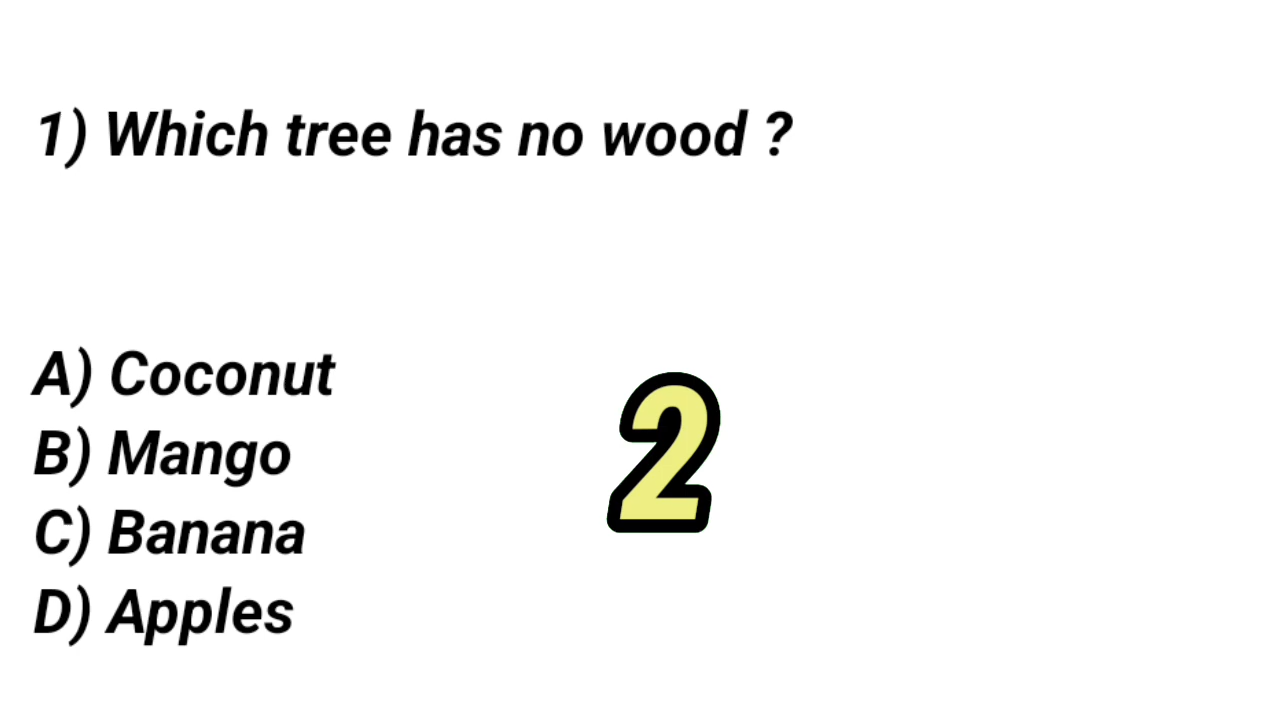 1) Which tree has no wood ?
A) Coconut
B) Mango
C) Banana
D) Apples
2